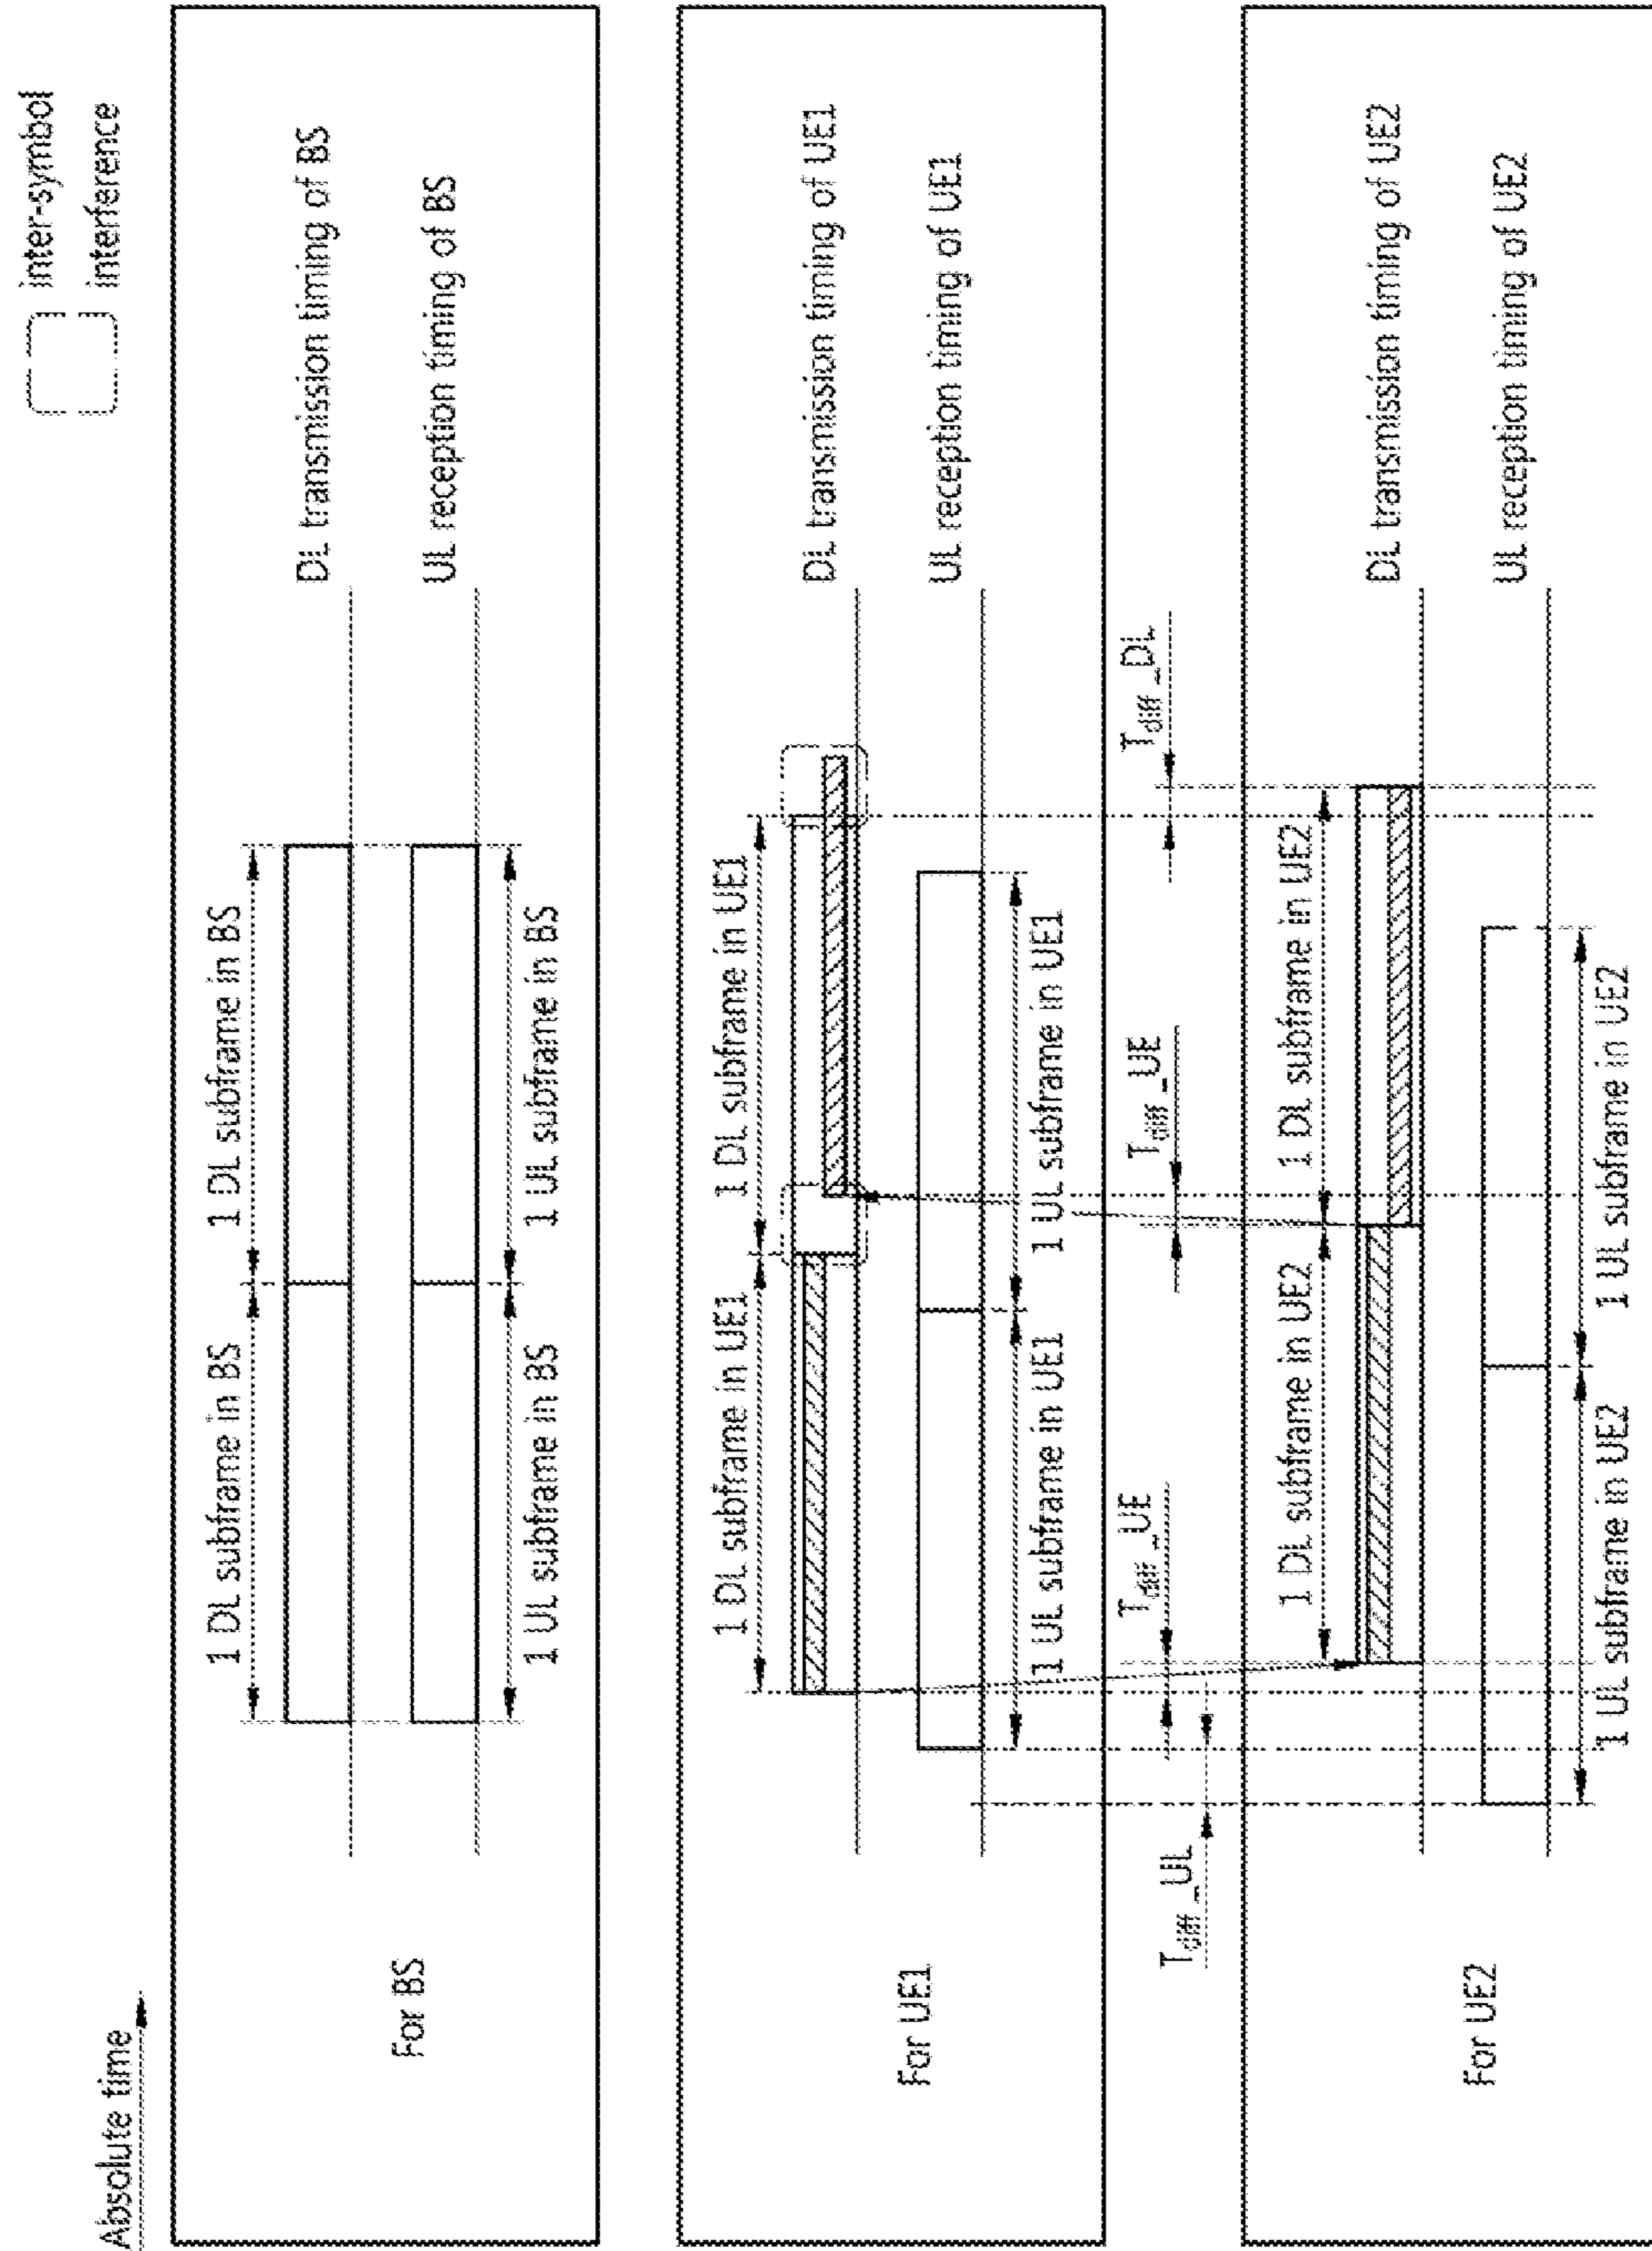 inter-symbol
interference
Absolute time
For BS
1 DL subframe in BS
1 DL subframe in BS
DL transmission timing of BS
UL reception timing of BS
1 UL subframe in BS
1 UL subframe in BS
For UE1
1 DL subframe in UE1
1 DL subframe in UE1
DL transmission timing of UE1
UL reception timing of UE1
1 UL subframe in UE1
1 UL subframe in UE1
Tdiff_UL
Tdiff_UE
Tdiff_UE
Tdiff_DL
For UE2
1 DL subframe in UE2
1 DL subframe in UE2
DL transmission timing of UE2
UL reception timing of UE2
1 UL subframe in UE2
1 UL subframe in UE2